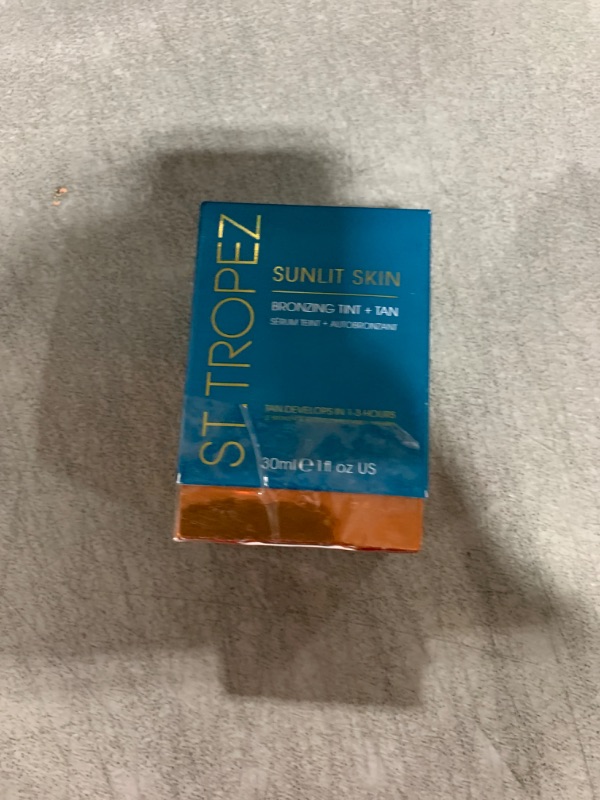 ST.TROPEZ
SUNLIT SKIN
BRONZING TINT + TAN
SÉRUM TEINT + AUTOBRONZANT
TAN DEVELOPS IN 1-3 HOURS
30ml e 1 fl oz US